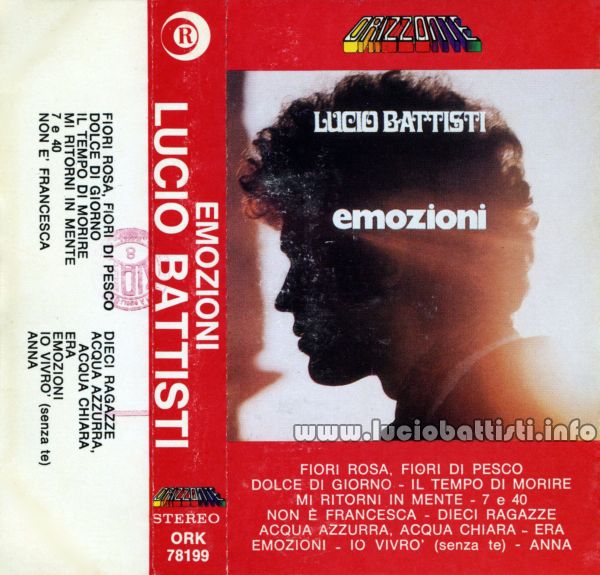 FIORI ROSA, FIORI DI PESCO
DOLCE DI GIORNO
IL TEMPO DI MORIRE
MI RITORNI IN MENTE
7 e 40
NON E' FRANCESCA
DIECI RAGAZZE
ACQUA AZZURRA,
ACQUA CHIARA
ERA
EMOZIONI
IO VIVRO' (senza te)
ANNA
R
EMOZIONI
LUCIO BATTISTI
ORIZZONTE
STEREO
ORK
78199
ORIZZONTE
LUCIO BATTISTI
emozioni
www.luciobattisti.info
FIORI ROSA, FIORI DI PESCO
DOLCE DI GIORNO - IL TEMPO DI MORIRE
MI RITORNI IN MENTE - 7 e 40
NON È FRANCESCA - DIECI RAGAZZE
ACQUA AZZURRA, ACQUA CHIARA - ERA
EMOZIONI - IO VIVRO' (senza te) - ANNA